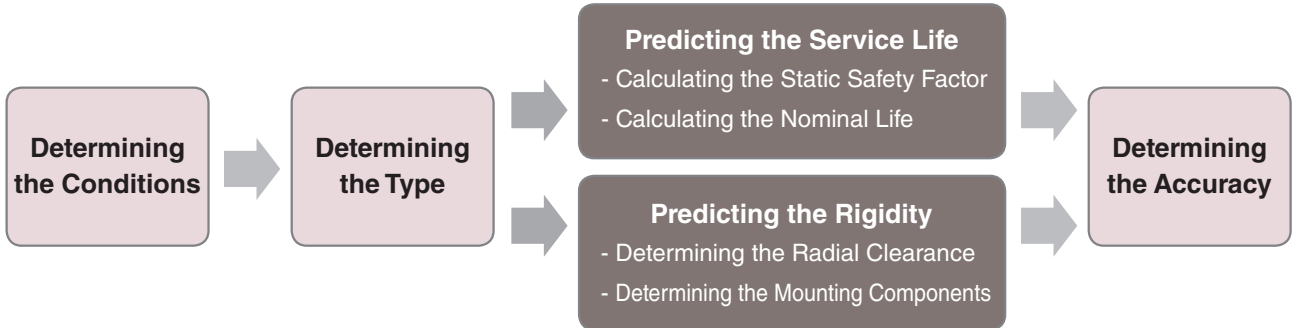 Determining
the Conditions
Determining
the Type
Predicting the Service Life
- Calculating the Static Safety Factor
- Calculating the Nominal Life
Predicting the Rigidity
- Determining the Radial Clearance
- Determining the Mounting Components
Determining
the Accuracy